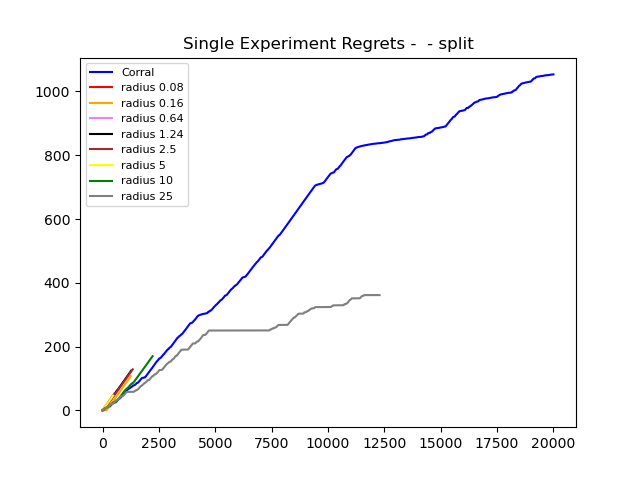 Single Experiment Regrets -  - split
Corral
radius 0.08
radius 0.16
radius 0.64
radius 1.24
radius 2.5
radius 5
radius 10
radius 25
1000
800
600
400
200
0
0 2500 5000 7500 10000 12500 15000 17500 20000